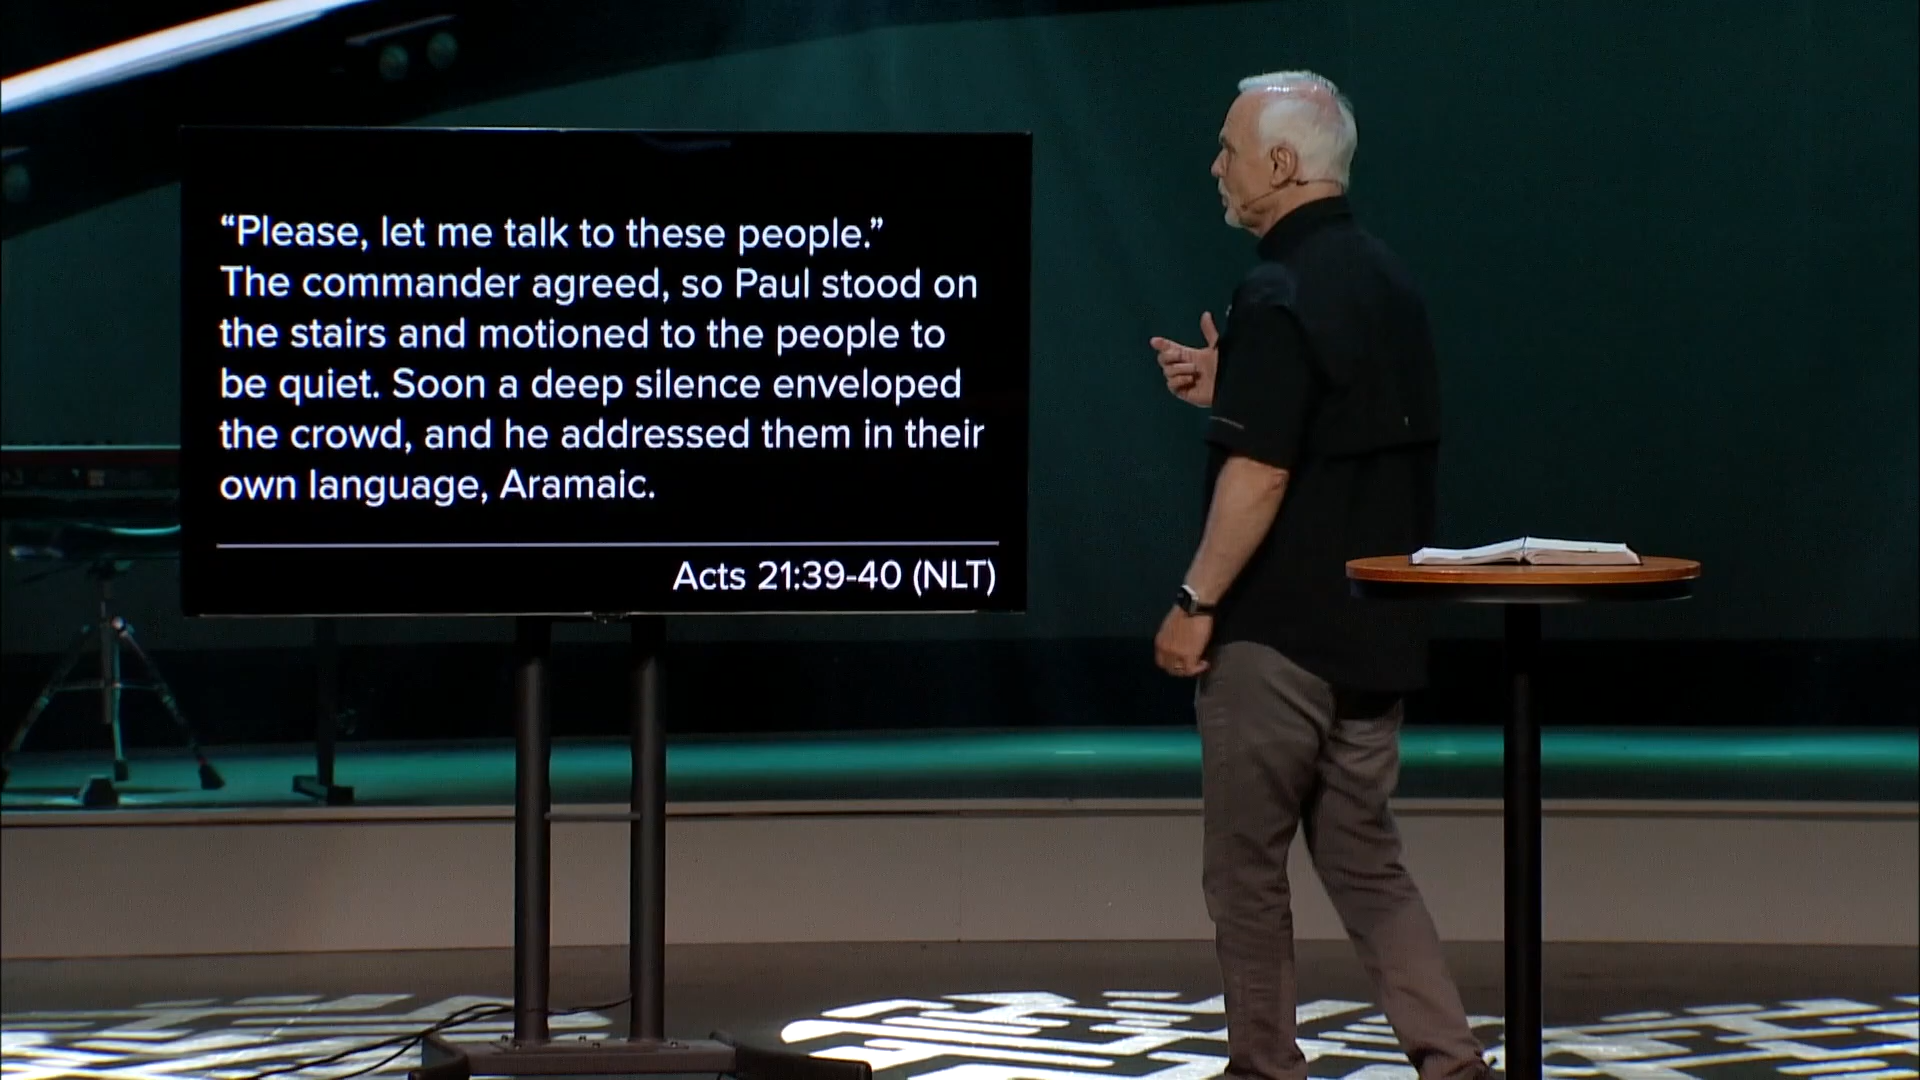 “Please, let me talk to these people.”
The commander agreed, so Paul stood on
the stairs and motioned to the people to
be quiet. Soon a deep silence enveloped
the crowd, and he addressed them in their
own language, Aramaic.
Acts 21:39-40 (NLT)